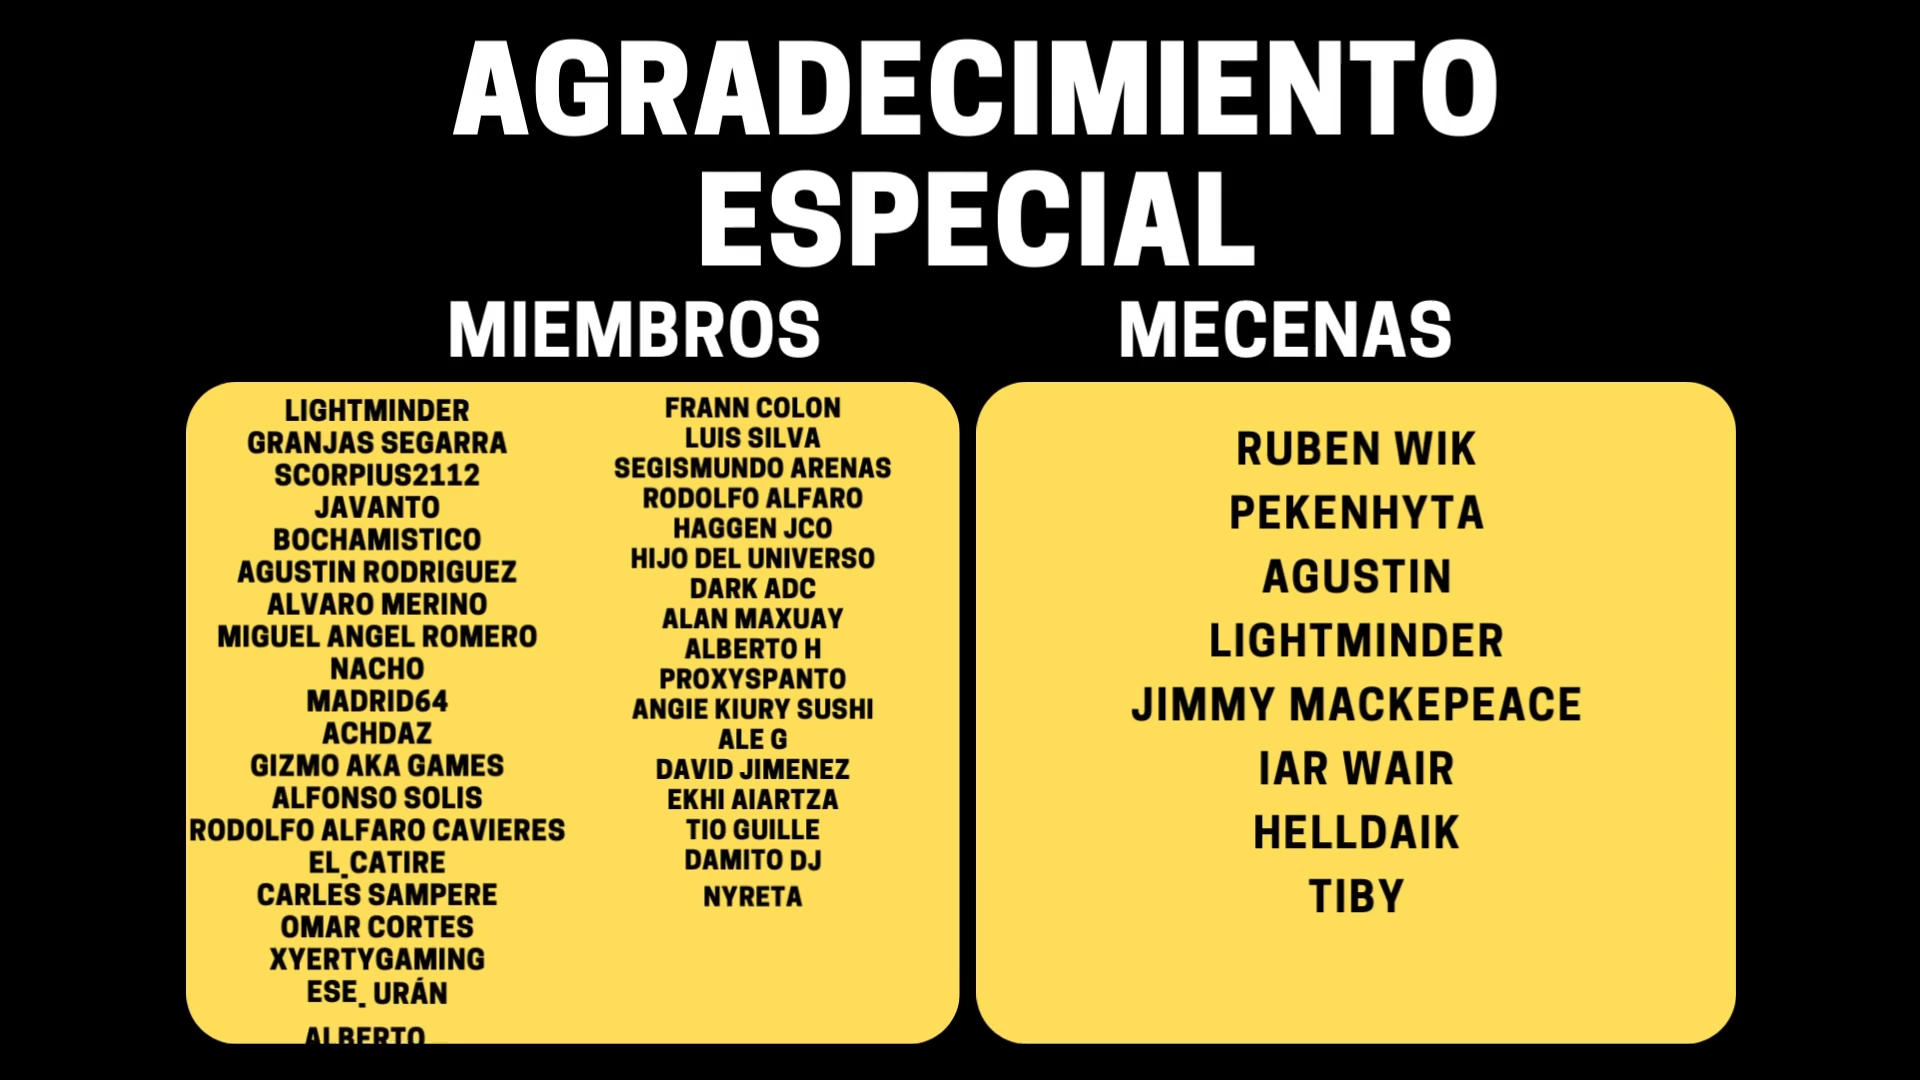 AGRADECIMIENTO
ESPECIAL
MIEMBROS
LIGHTMINDER
GRANJAS SEGARRA
SCORPIUS2112
JAVANTO
BOCHAMISTICO
AGUSTIN RODRIGUEZ
ALVARO MERINO
MIGUEL ANGEL ROMERO
NACHO
MADRID64
ACHDAZ
GIZMO AKA GAMES
ALFONSO SOLIS
RODOLFO ALFARO CAVIERES
EL_CATIRE
CARLES SAMPERE
OMAR CORTES
XYERTYGAMING
ESE_ URÁN
ALBERTO
FRANN COLON
LUIS SILVA
SEGISMUNDO ARENAS
RODOLFO ALFARO
HAGGEN JCO
HIJO DEL UNIVERSO
DARK ADC
ALAN MAXUAY
ALBERTO H
PROXYSPANTO
ANGIE KIURY SUSHI
ALE G
DAVID JIMENEZ
EKHI AIARTZA
TIO GUILLE
DAMITO DJ
NYRETA
MECENAS
RUBEN WIK
PEKENHYTA
AGUSTIN
LIGHTMINDER
JIMMY MACKEPEACE
IAR WAIR
HELLDAIK
TIBY